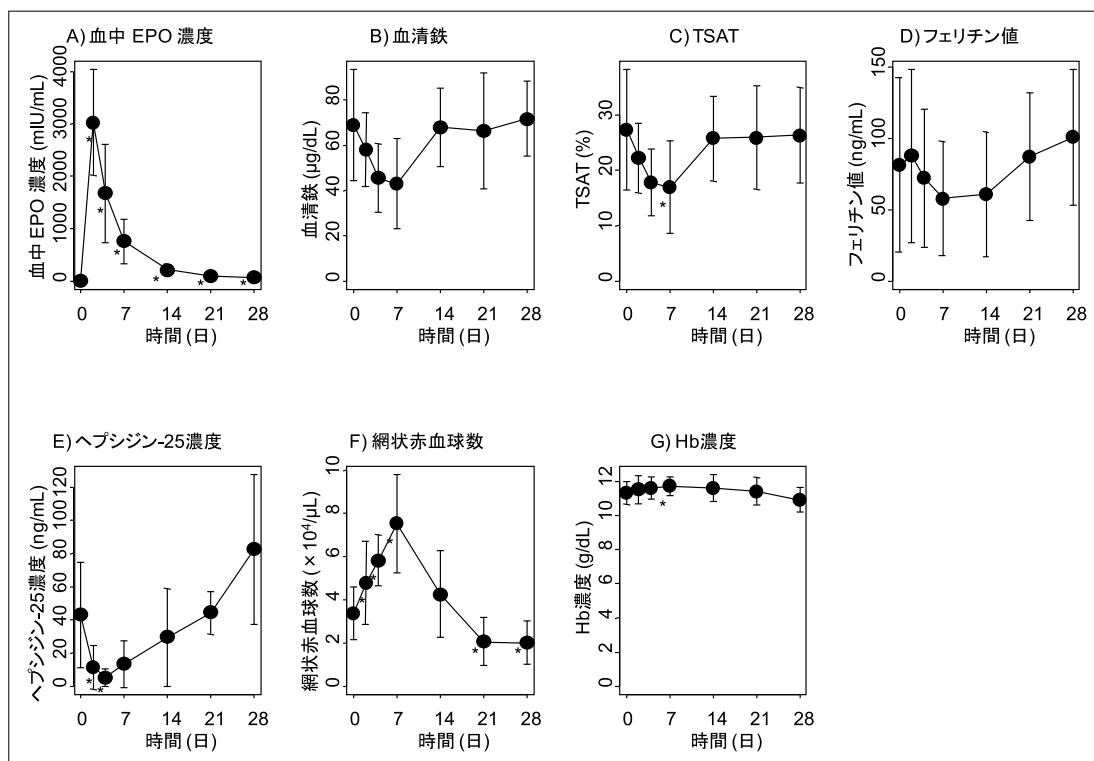 A) 血中 EPO 濃度
血中 EPO 濃度 (mIU/mL)
4000
3000
2000
1000
0
*
*
*
*
*
*
0 7 14 21 28
時間 (日)
B) 血清鉄
血清鉄 (μg/dL)
80
60
40
20
0
0 7 14 21 28
時間 (日)
C) TSAT
TSAT (%)
30
20
10
0
*
0 7 14 21 28
時間 (日)
D) フェリチン値
フェリチン値 (ng/mL)
150
100
50
0
0 7 14 21 28
時間 (日)
E) ヘプシジン-25濃度
ヘプシジン-25濃度 (ng/mL)
120
80
60
40
20
0
*
*
0 7 14 21 28
時間 (日)
F) 網状赤血球数
網状赤血球数 (×10⁴/μL)
10
8
6
4
2
0
*
*
*
*
*
0 7 14 21 28
時間 (日)
G) Hb濃度
Hb濃度 (g/dL)
12
10
8
6
4
2
0
*
0 7 14 21 28
時間 (日)